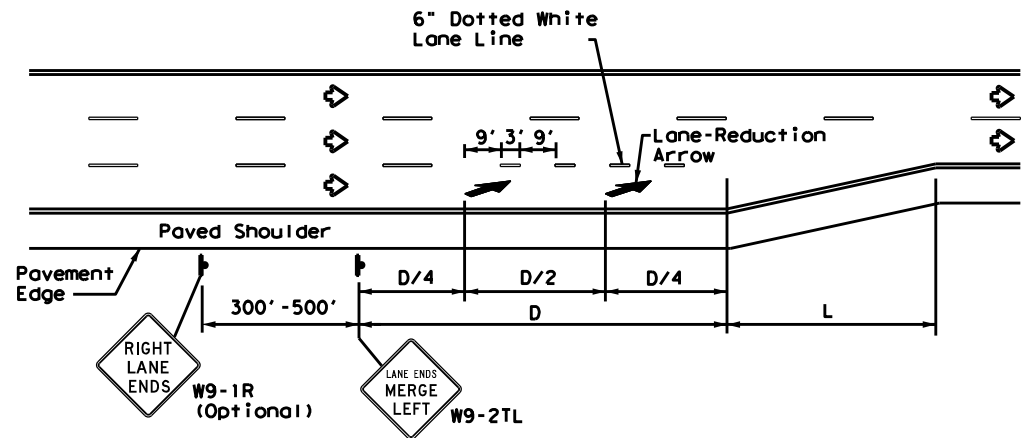 6" Dotted White
Lane Line
9' 3' 9'
Lane-Reduction
Arrow
Paved Shoulder
Pavement
Edge
D/4 D/2 D/4
300'-500' D L
RIGHT
LANE
ENDS
W9-1R
(Optional)
LANE ENDS
MERGE
LEFT
W9-2TL